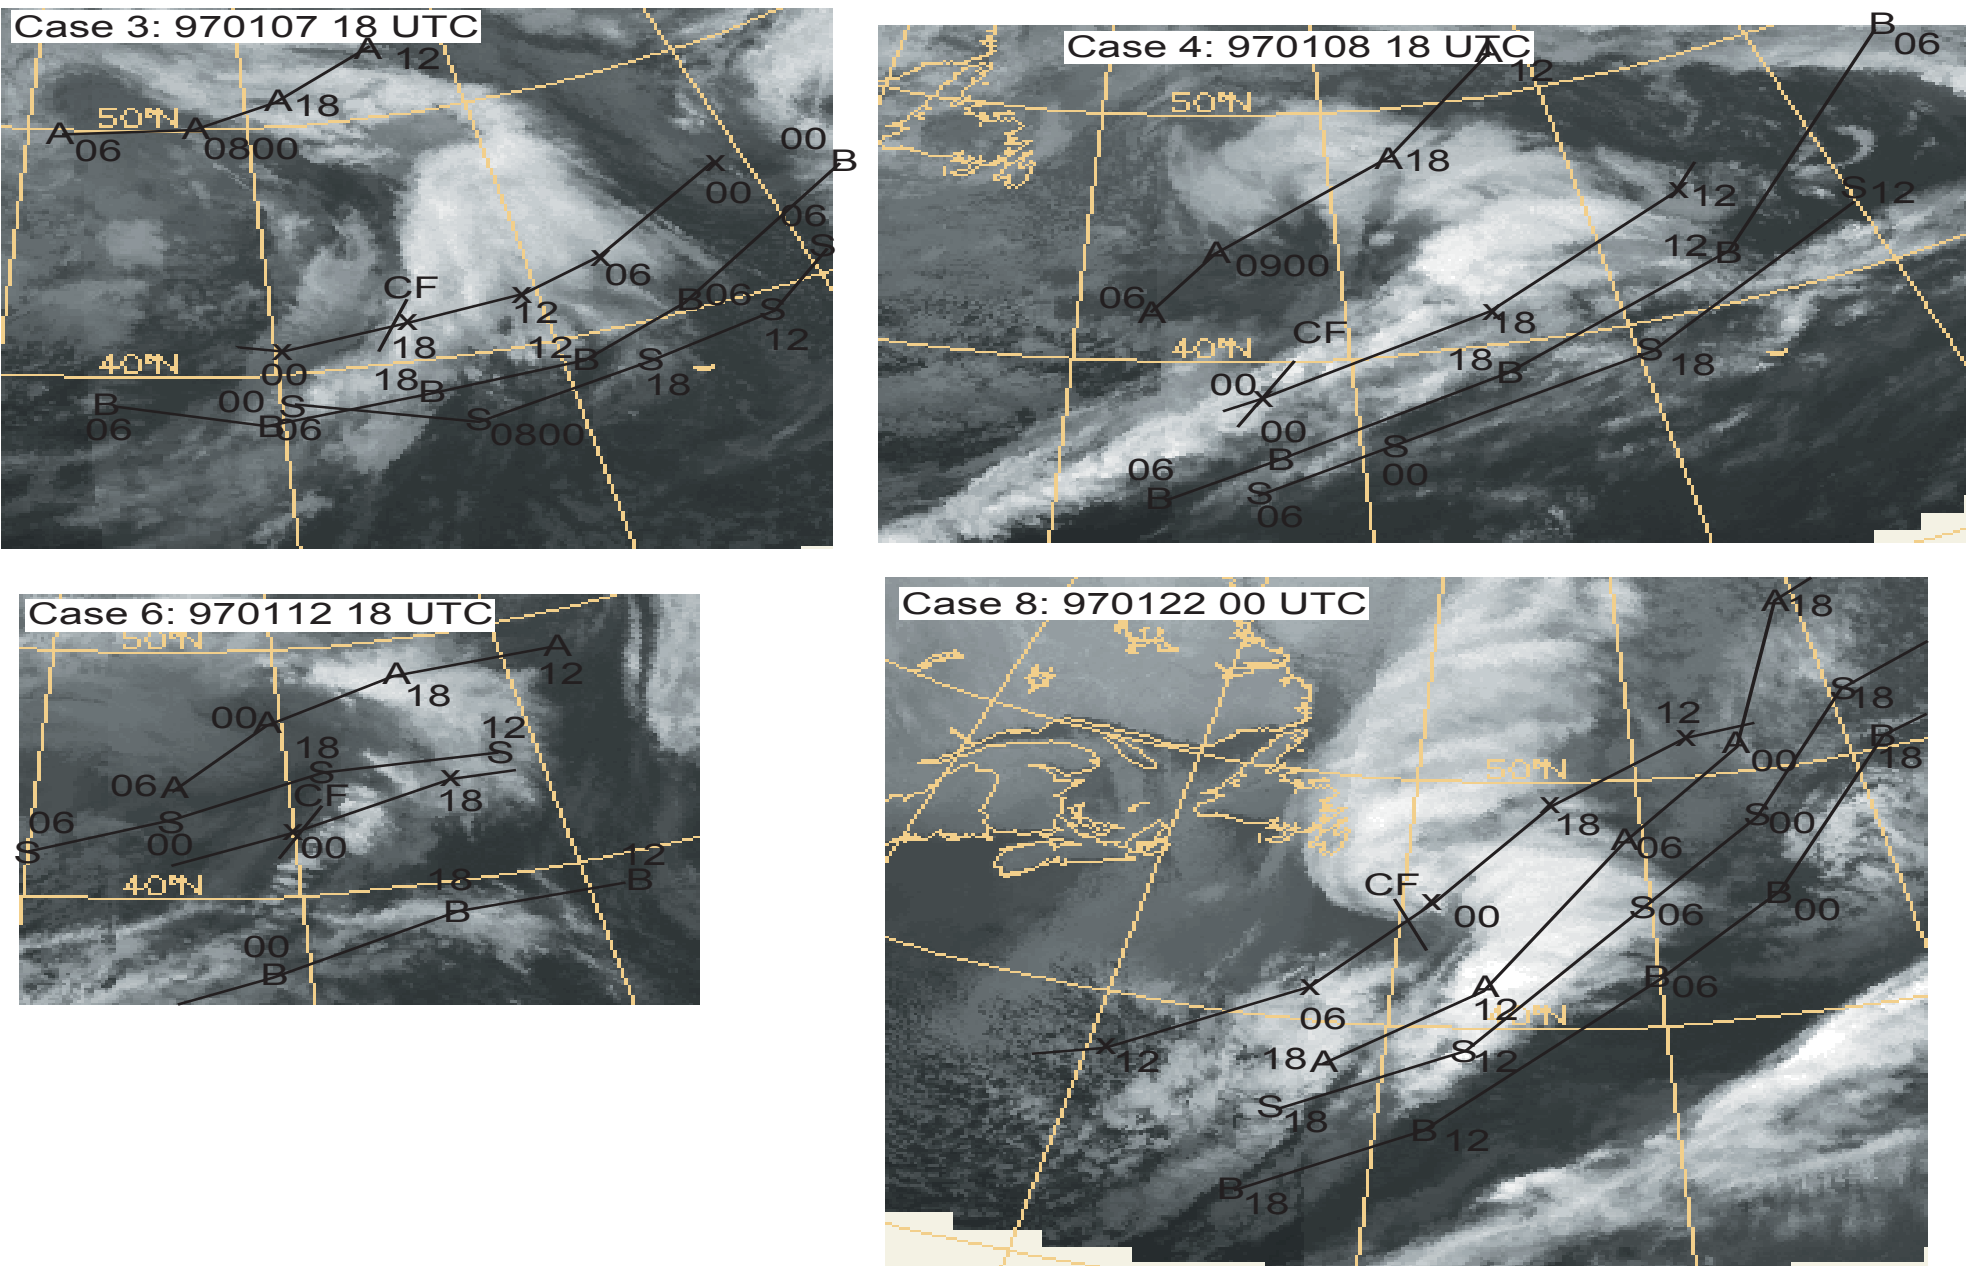 Case 3: 970107 18 UTC
A 12
50°N
A 18
A 06
A 0800
00
B
x 00
06
S
CF
x 06
B 06
x 18
x 12
S 12
12 B
40°N
x 00
18 B
S 18
B 06
00 S
B 06
S 0800
Case 4: 970108 18 UTC
B 06
A 12
50°N
A 18
x 12
S 12
A 0900
12 B
06 A
CF
x 18
40°N
18 B
S 18
00 x
00 B
S 00
06 B
S 06
Case 6: 970112 18 UTC
50°N
A 12
A 18
00 A
12 S
18 S
06 A
CF
x 18
06 S
S 00
x 00
12 B
40°N
18 B
00 B
Case 8: 970122 00 UTC
A 18
S 18
12 x
A 00
B 18
50°N
x 18
S 00
A 06
CF
x 00
S 06
B 00
x 06
A 12
B 06
40°N
x 12
18 A
S 12
S 18
B 12
B 18